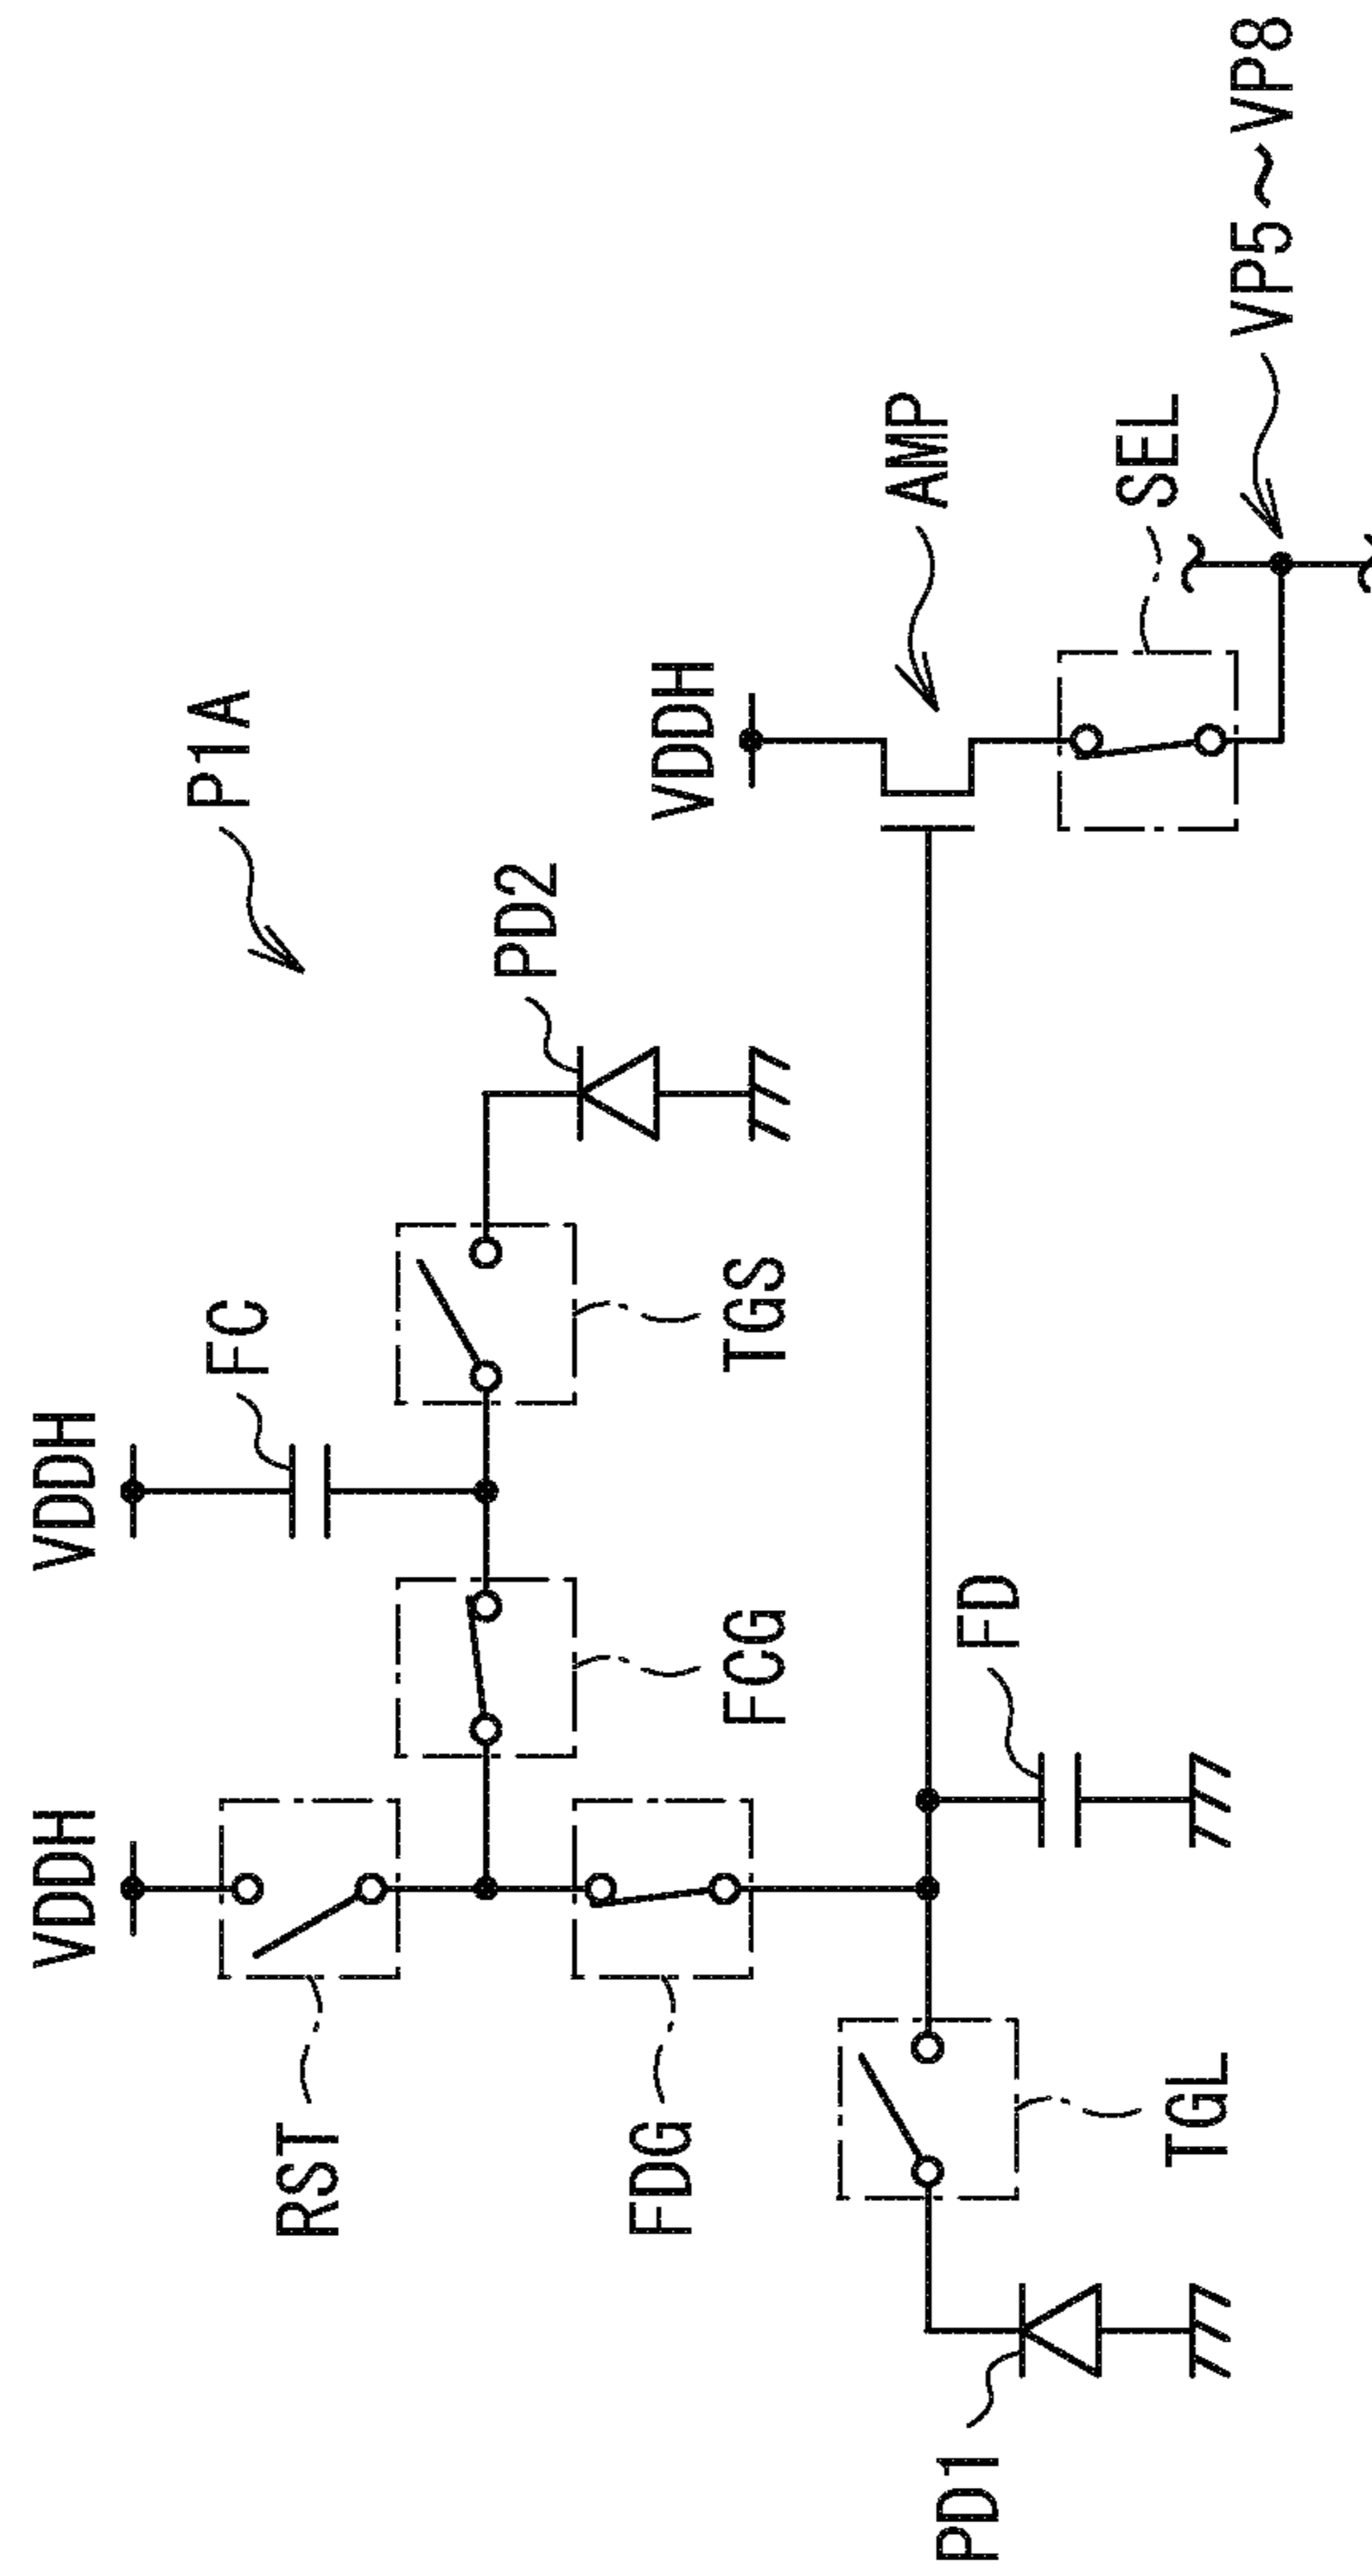 P1A
VDDH
VDDH
FC
RST
PD2
FCG
TGS
VDDH
FDG
AMP
PD1
TGL
FD
SEL
VP5~VP8